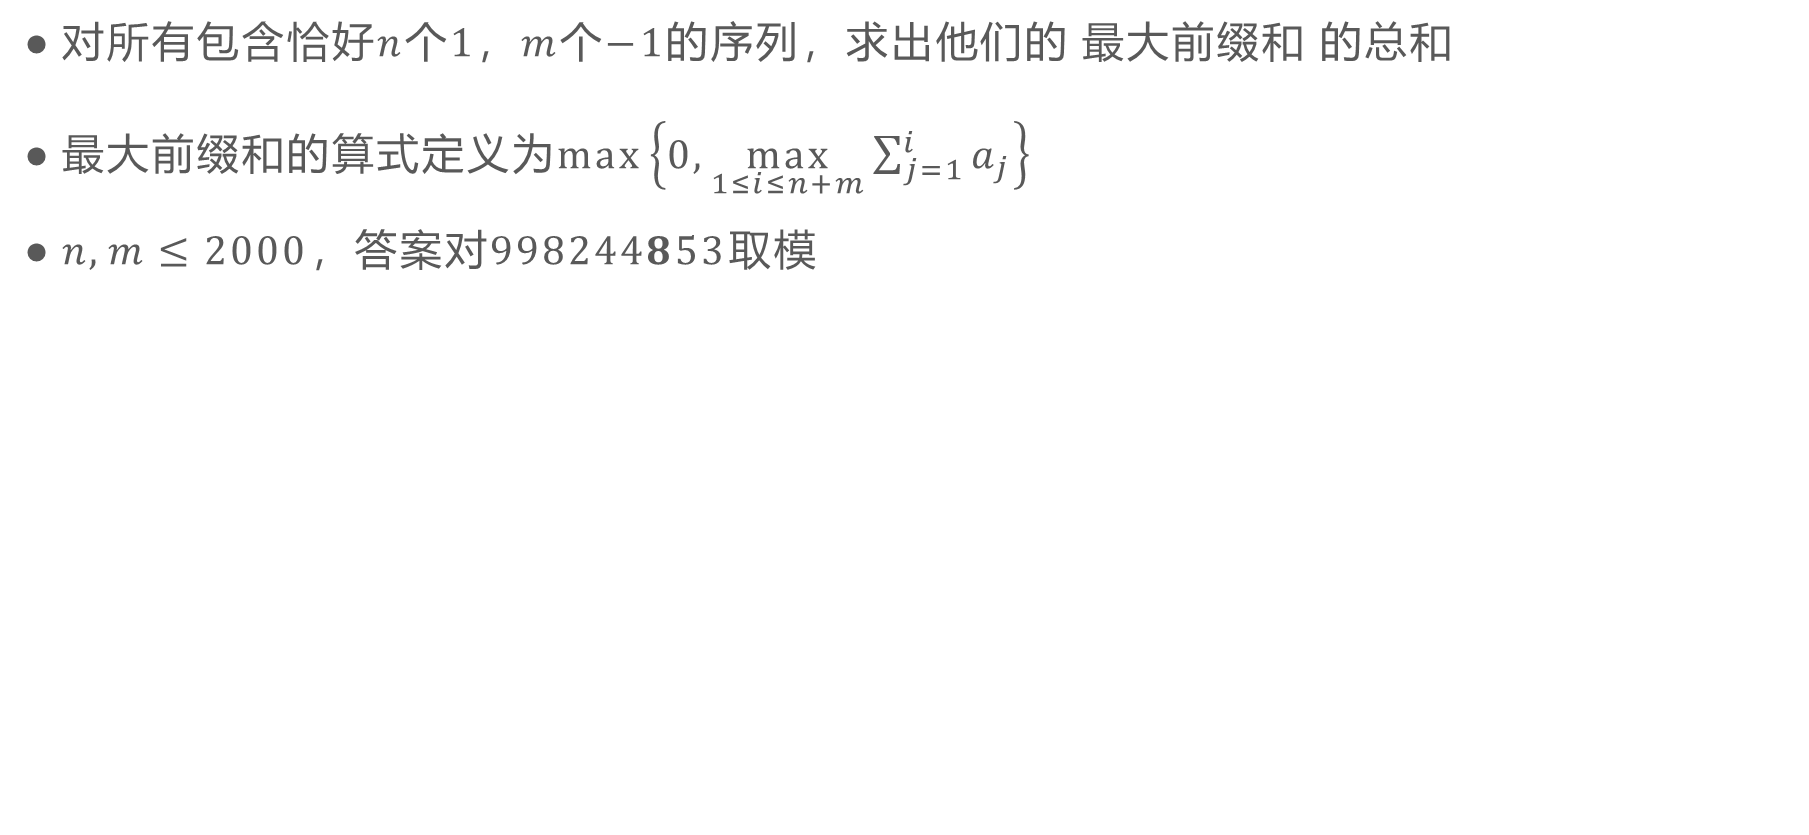 • 对所有包含恰好n个1，m个−1的序列，求出他们的 最大前缀和 的总和
• 最大前缀和的算式定义为max{0, max_{1≤i≤n+m} ∑_{j=1}^{i} a_j}
• n, m ≤ 2000，答案对998244853取模